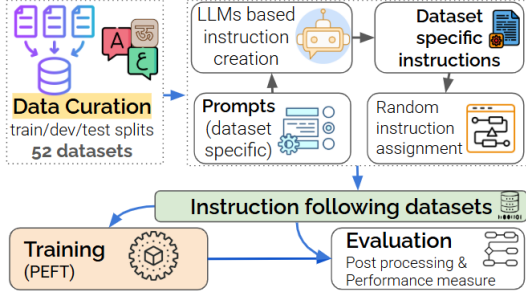 LLMs based
instruction
creation
Dataset
specific
instructions
A
ॐ
Data Curation
train/dev/test splits
52 datasets
Prompts
(dataset
specific)
Random
instruction
assignment
Instruction following datasets
Training
(PEFT)
Evaluation
Post processing &
Performance measure